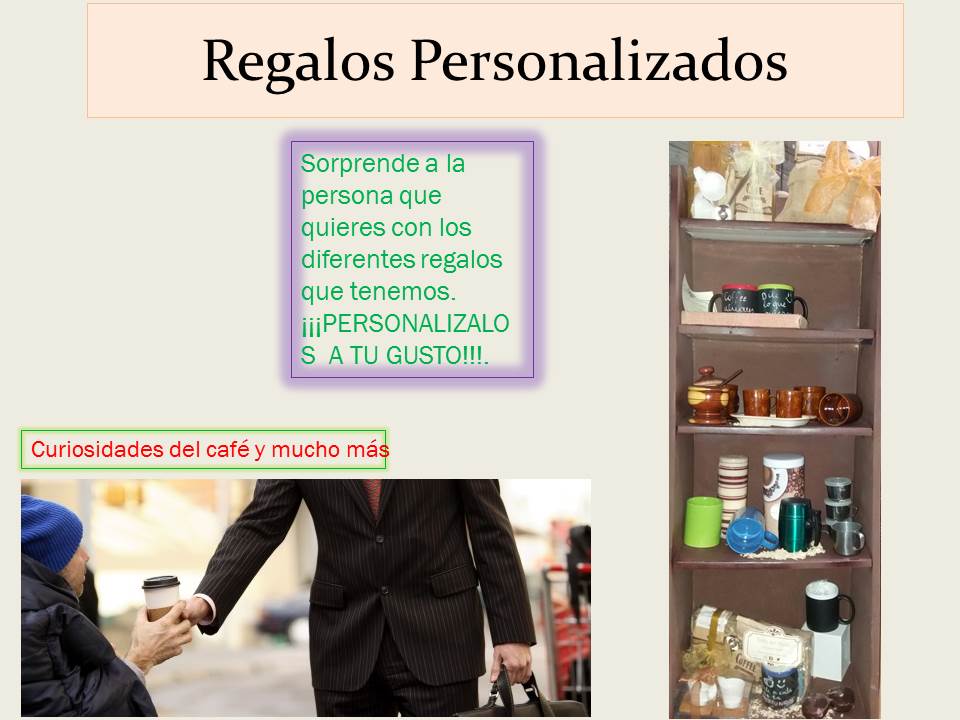 Regalos Personalizados
Sorprende a la
persona que
quieres con los
diferentes regalos
que tenemos.
¡¡¡PERSONALIZALO
S A TU GUSTO!!!.
Curiosidades del café y mucho más